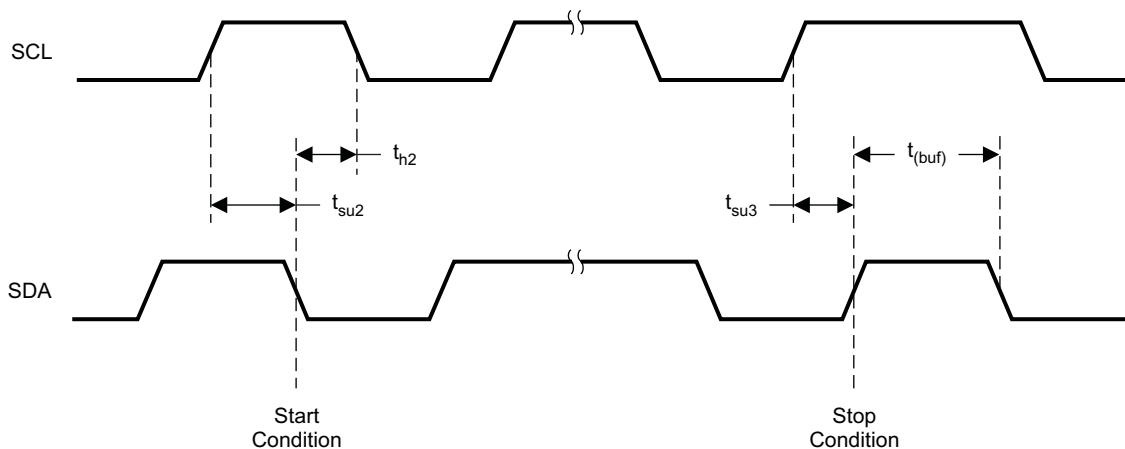 SCL
t_h2
t_(buf)
t_su2
t_su3
SDA
Start
Condition
Stop
Condition